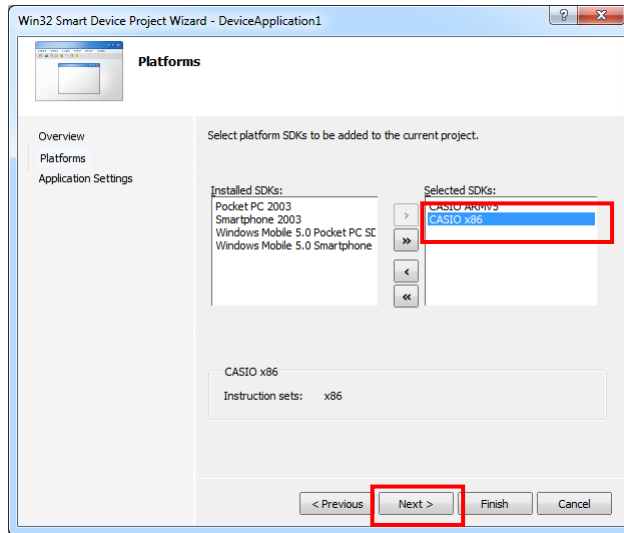 Win32 Smart Device Project Wizard - DeviceApplication1
Platforms
Overview
Platforms
Application Settings
Select platform SDKs to be added to the current project.
Installed SDKs:
Pocket PC 2003
Smartphone 2003
Windows Mobile 5.0 Pocket PC SD
Windows Mobile 5.0 Smartphone
>
»
<
«
Selected SDKs:
CASIO ARMV5
CASIO x86
CASIO x86
Instruction sets: x86
< Previous
Next >
Finish
Cancel